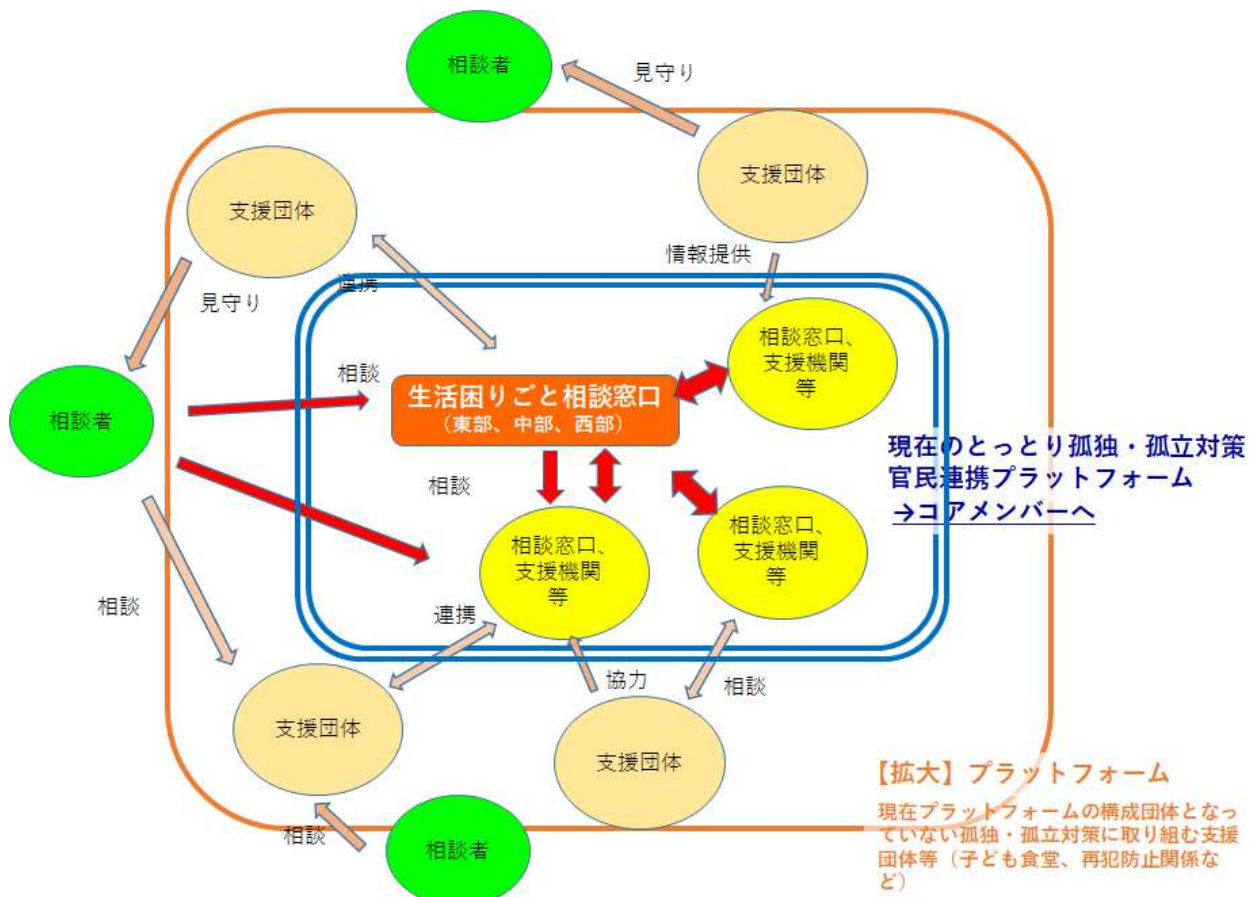 相談者
見守り
支援団体
支援団体
情報提供
連携
見守り
相談窓口、
支援機関
等
相談
生活困りごと相談窓口
（東部、中部、西部）
相談者
現在のとっとり孤独・孤立対策
官民連携プラットフォーム
→コアメンバーへ
相談
相談窓口、
支援機関
等
相談窓口、
支援機関
等
相談
連携
協力
相談
支援団体
支援団体
【拡大】プラットフォーム
現在プラットフォームの構成団体となっ
ていない孤独・孤立対策に取り組む支援
団体等（子ども食堂、再犯防止関係な
ど）
相談
相談者